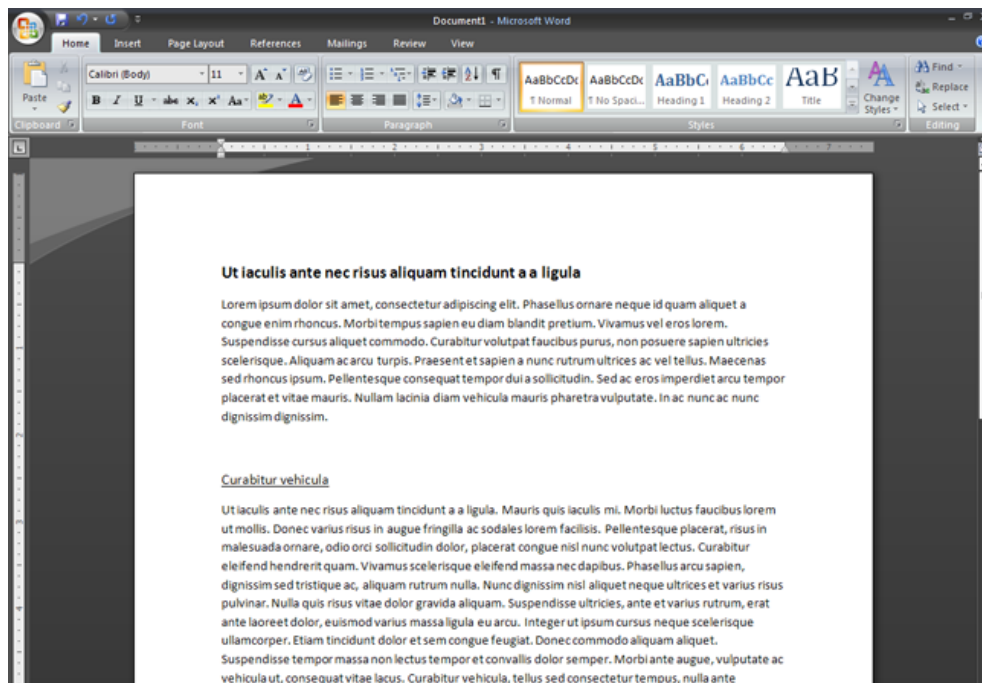 Document1 - Microsoft Word
Home Insert Page Layout References Mailings Review View
Calibri (Body) 11 A A Find
Paste B I U abc x, x² Aa A AaBbCcDc AaBbCcDc AaBbC AaBbCc AaB Change Styles Replace
¶ Normal ¶ No Spaci... Heading 1 Heading 2 Title Select
Clipboard Font Paragraph Styles Editing
1 2 3 4 5 6 7
Ut iaculis ante nec risus aliquam tincidunt a a ligula
Lorem ipsum dolor sit amet, consectetur adipiscing elit. Phasellus ornare neque id quam aliquet a
congue enim rhoncus. Morbi tempus sapien eu diam blandit pretium. Vivamus vel eros lorem.
Suspendisse cursus aliquet commodo. Curabitur volutpat faucibus purus, non posuere sapien ultricies
scelerisque. Aliquam ac arcu turpis. Praesent et sapien a nunc rutrum ultrices ac vel tellus. Maecenas
sed rhoncus ipsum. Pellentesque consequat tempor dui a sollicitudin. Sed ac eros imperdiet arcu tempor
placerat et vitae mauris. Nullam lacinia diam vehicula mauris pharetra vulputate. In ac nunc ac nunc
dignissim dignissim.
Curabitur vehicula
Ut iaculis ante nec risus aliquam tincidunt a a ligula. Mauris quis iaculis mi. Morbi luctus faucibus lorem
ut mollis. Donec varius risus in augue fringilla ac sodales lorem facilisis. Pellentesque placerat, risus in
malesuada ornare, odio orci sollicitudin dolor, placerat congue nisl nunc volutpat lectus. Curabitur
eleifend hendrerit quam. Vivamus scelerisque eleifend massa nec dapibus. Phasellus arcu sapien,
dignissim sed tristique ac, aliquam rutrum nulla. Nunc dignissim nisl aliquet neque ultrices et varius risus
pulvinar. Nulla quis risus vitae dolor gravida aliquam. Suspendisse ultricies, ante et varius rutrum, erat
ante laoreet dolor, euismod varius massa ligula eu arcu. Integer ut ipsum cursus neque scelerisque
ullamcorper. Etiam tincidunt dolor et sem congue feugiat. Donec commodo aliquam aliquet.
Suspendisse tempor massa non lectus tempor et convallis dolor semper. Morbi ante augue, vulputate ac
vehicula ut, consequat vitae lacus. Curabitur vehicula, tellus sed consectetur tempus, nulla ante